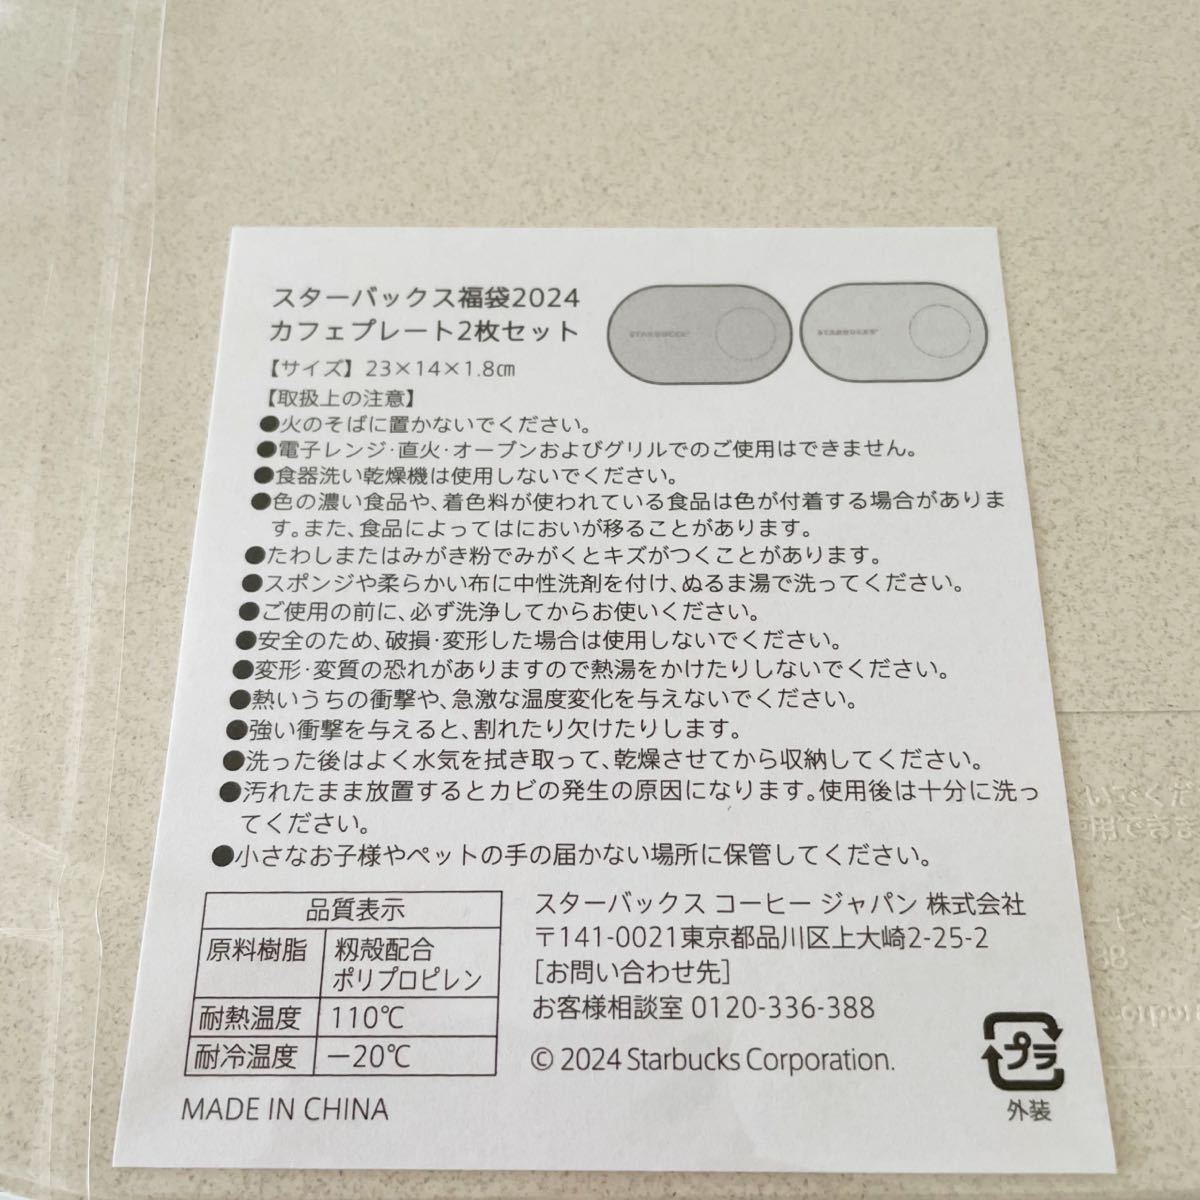 スターバックス福袋2024
カフェプレート2枚セット
STARBUCKS
STARBUCKS
【サイズ】23×14×1.8㎝
【取扱上の注意】
●火のそばに置かないでください。
●電子レンジ·直火·オーブンおよびグリルでのご使用はできません。
●食器洗い乾燥機は使用しないでください。
●色の濃い食品や、着色料が使われている食品は色が付着する場合がありま
す。また、食品によってはにおいが移ることがあります。
●たわしまたはみがき粉でみがくとキズがつくことがあります。
●スポンジや柔らかい布に中性洗剤を付け、ぬるま湯で洗ってください。
●ご使用の前に、必ず洗浄してからお使いください。
●安全のため、破損·変形した場合は使用しないでください。
●変形·変質の恐れがありますので熱湯をかけたりしないでください。
●熱いうちの衝撃や、急激な温度変化を与えないでください。
●強い衝撃を与えると、割れたり欠けたりします。
●洗った後はよく水気を拭き取って、乾燥させてから収納してください。
●汚れたまま放置するとカビの発生の原因になります。使用後は十分に洗っ
てください。
●小さなお子様やペットの手の届かない場所に保管してください。
品質表示
原料樹脂 籾殻配合
ポリプロピレン
耐熱温度 110℃
耐冷温度 −20℃
MADE IN CHINA
スターバックス コーヒー ジャパン 株式会社
〒141-0021東京都品川区上大崎2-25-2
[お問い合わせ先]
お客様相談室 0120-336-388
© 2024 Starbucks Corporation.
プラ
外装